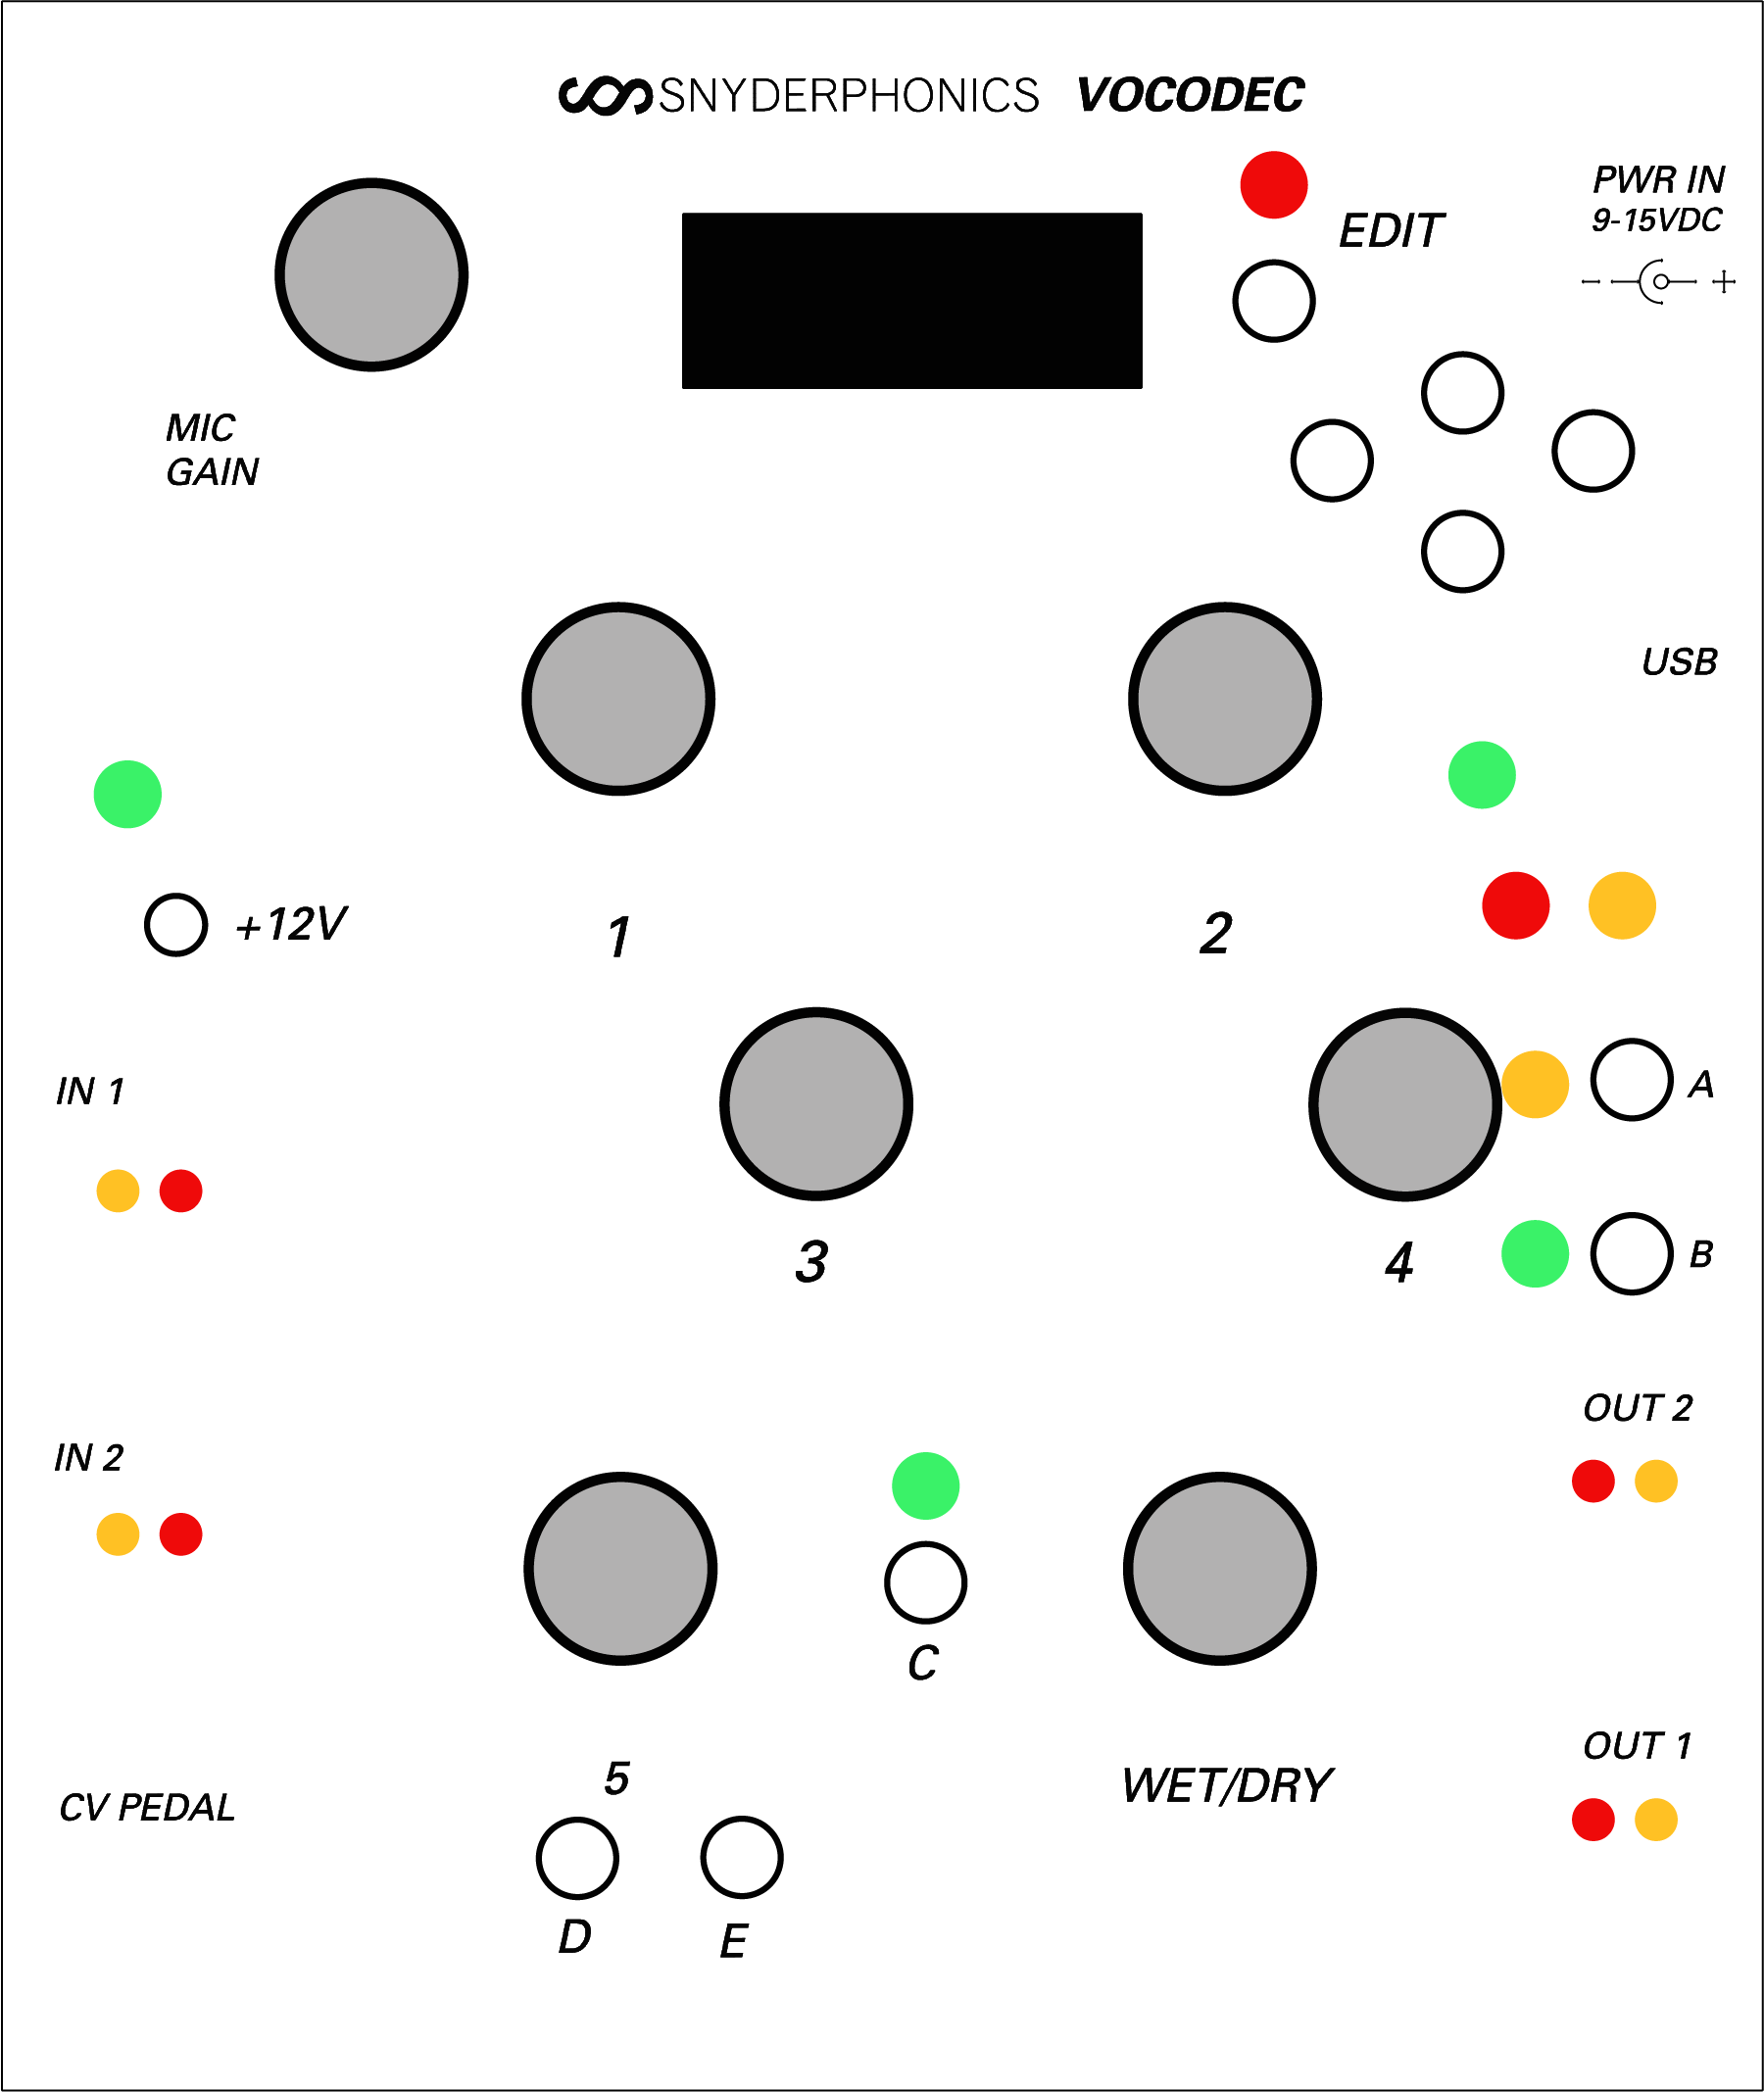 SNYDERPHONICS VOCODEC
PWR IN
9-15VDC
EDIT
- +
MIC
GAIN
USB
+12V
1
2
IN 1
A
3
4
B
OUT 2
IN 2
C
OUT 1
5
WET/DRY
CV PEDAL
D
E